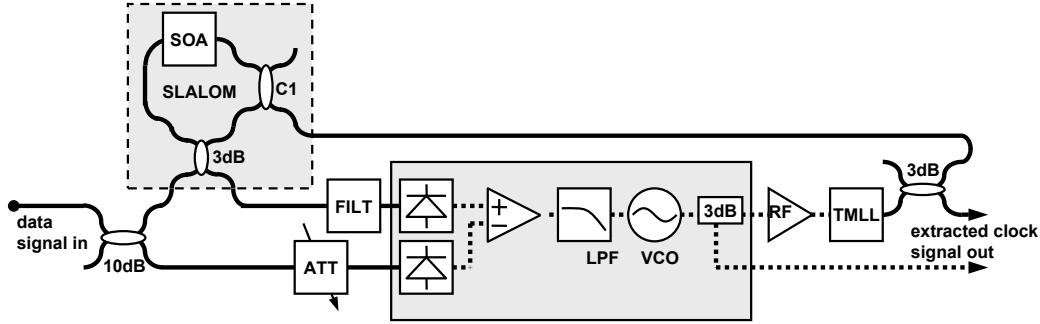 SOA
SLALOM
C1
3dB
3dB
data
signal in
FILT
+
−
3dB
RF
TMLL
extracted clock
signal out
10dB
ATT
LPF
VCO